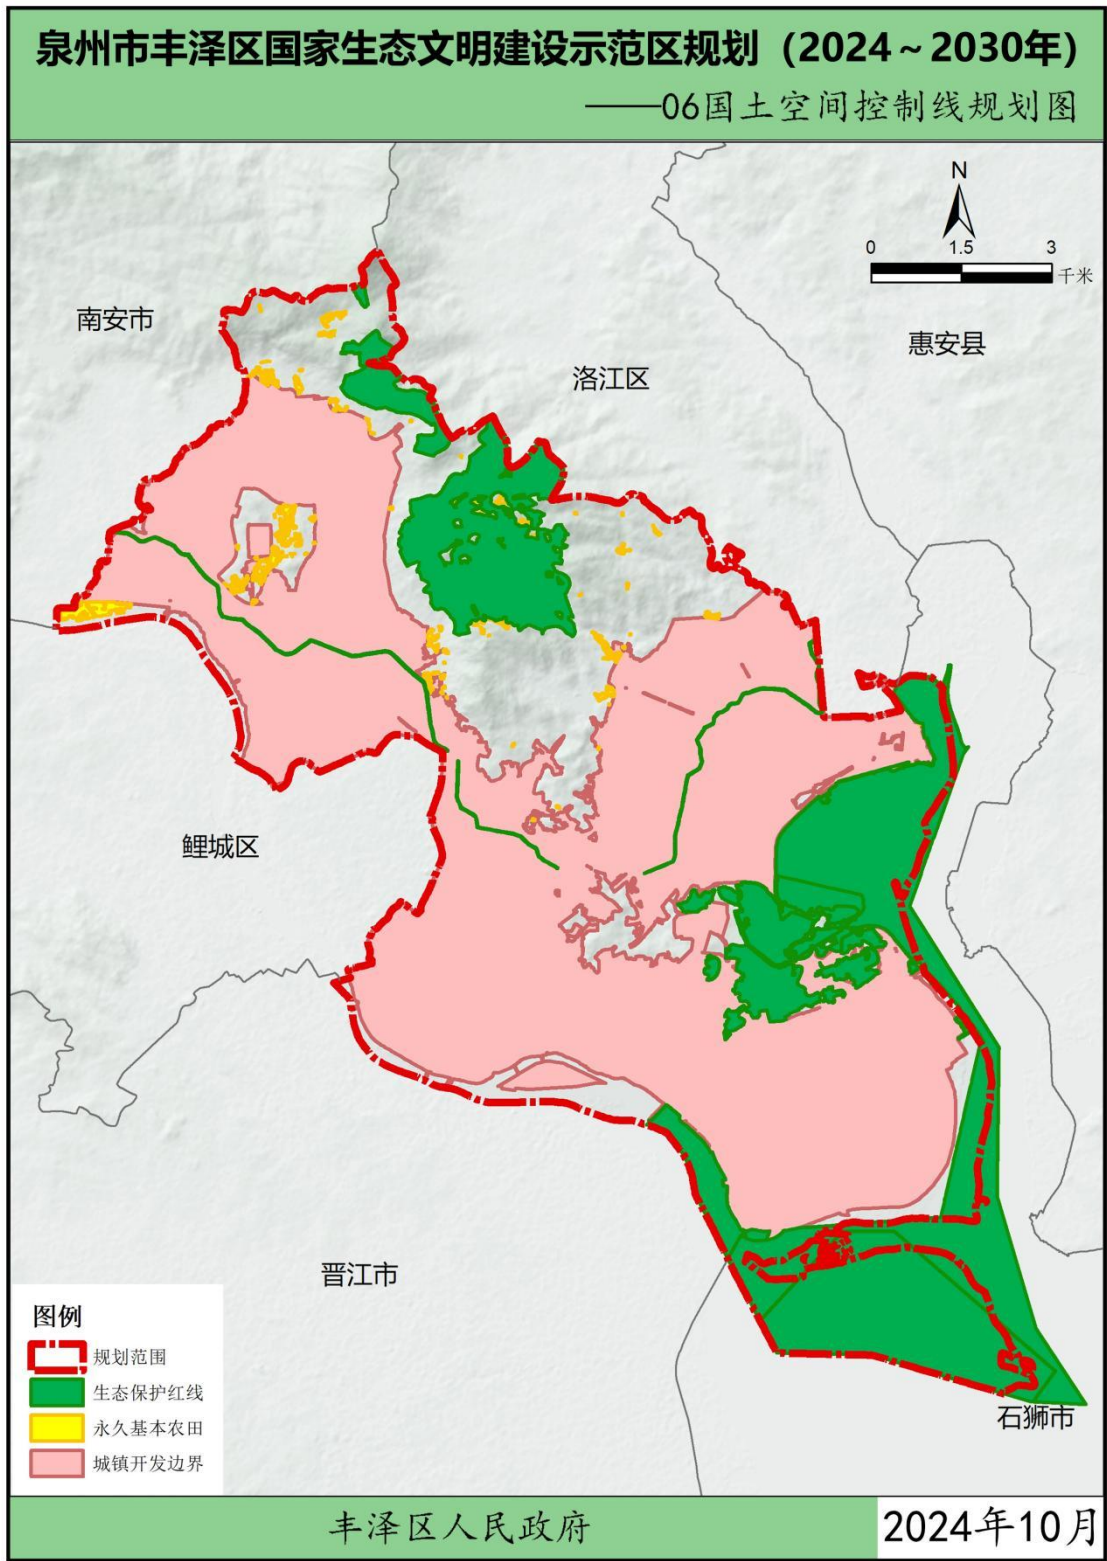 泉州市丰泽区国家生态文明建设示范区规划（2024～2030年）
——06国土空间控制线规划图
N
0 1.5 3
千米
南安市
惠安县
洛江区
鲤城区
晋江市
石狮市
图例
规划范围
生态保护红线
永久基本农田
城镇开发边界
丰泽区人民政府
2024年10月